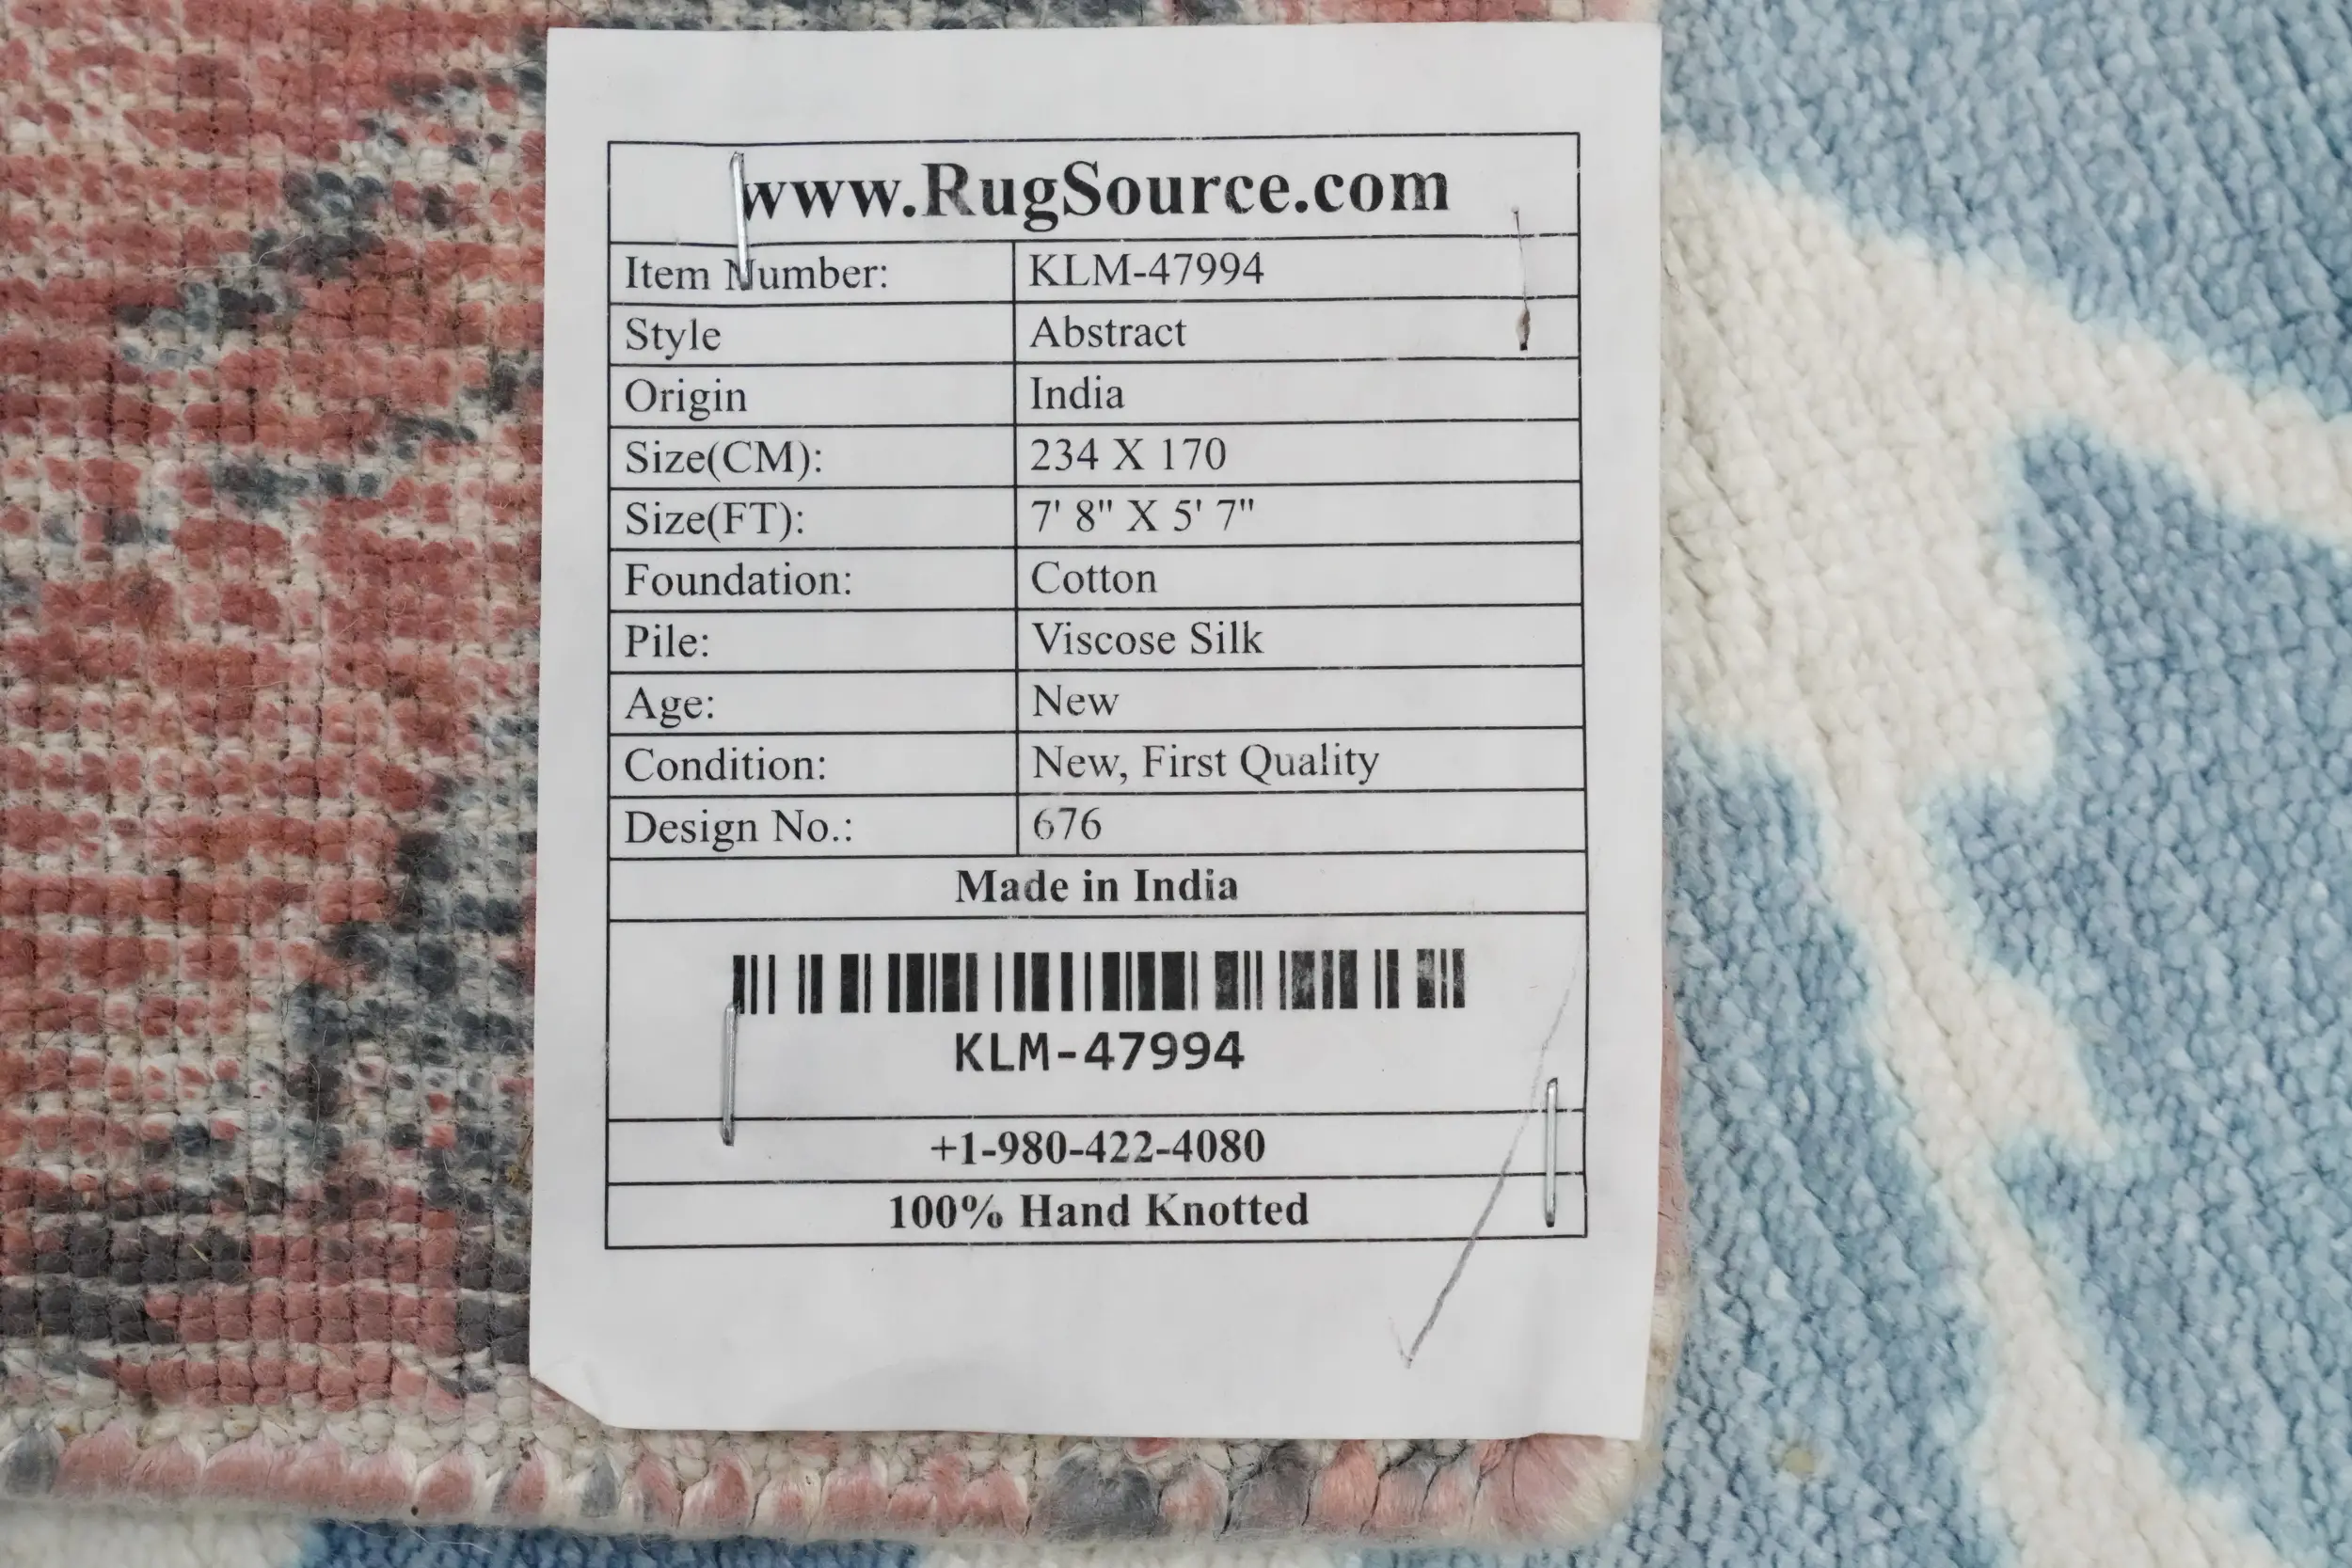 www.RugSource.com
Item Number: KLM-47994
Style Abstract
Origin India
Size(CM): 234 X 170
Size(FT): 7' 8" X 5' 7"
Foundation: Cotton
Pile: Viscose Silk
Age: New
Condition: New, First Quality
Design No.: 676
Made in India
KLM-47994
+1-980-422-4080
100% Hand Knotted